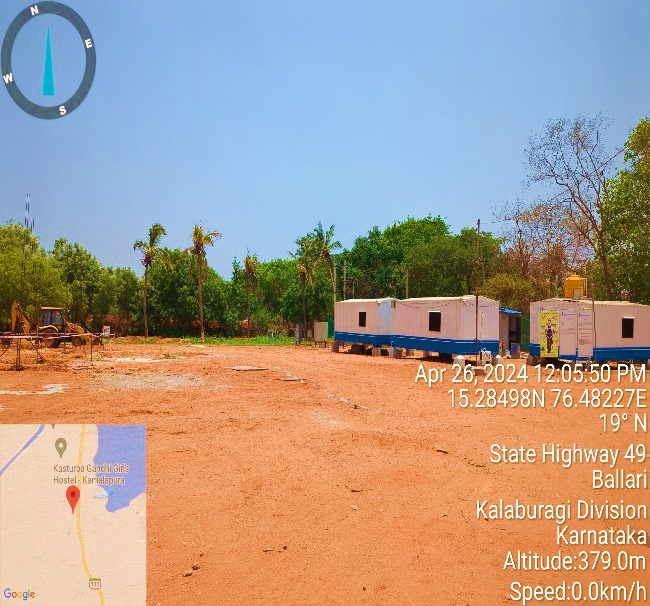 N
E
W
S
Apr 26, 2024 12:05:50 PM
15.28498N 76.48227E
19° N
State Highway 49
Ballari
Kalaburagi Division
Karnataka
Altitude:379.0m
Speed:0.0km/h
Kasturba Gandhi Girls
Hostel - Kamalapura
Google